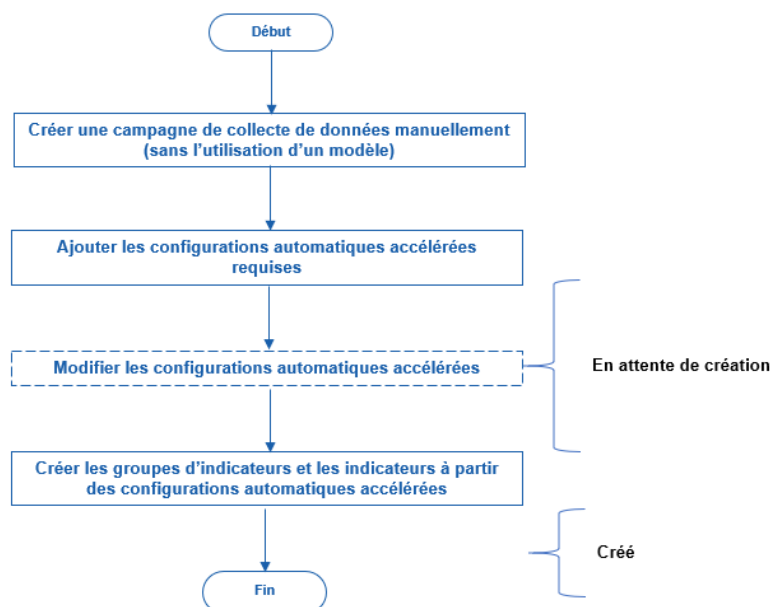 Début
Créer une campagne de collecte de données manuellement
(sans l'utilisation d'un modèle)
Ajouter les configurations automatiques accélérées
requises
Modifier les configurations automatiques accélérées
En attente de création
Créer les groupes d'indicateurs et les indicateurs à partir
des configurations automatiques accélérées
Créé
Fin